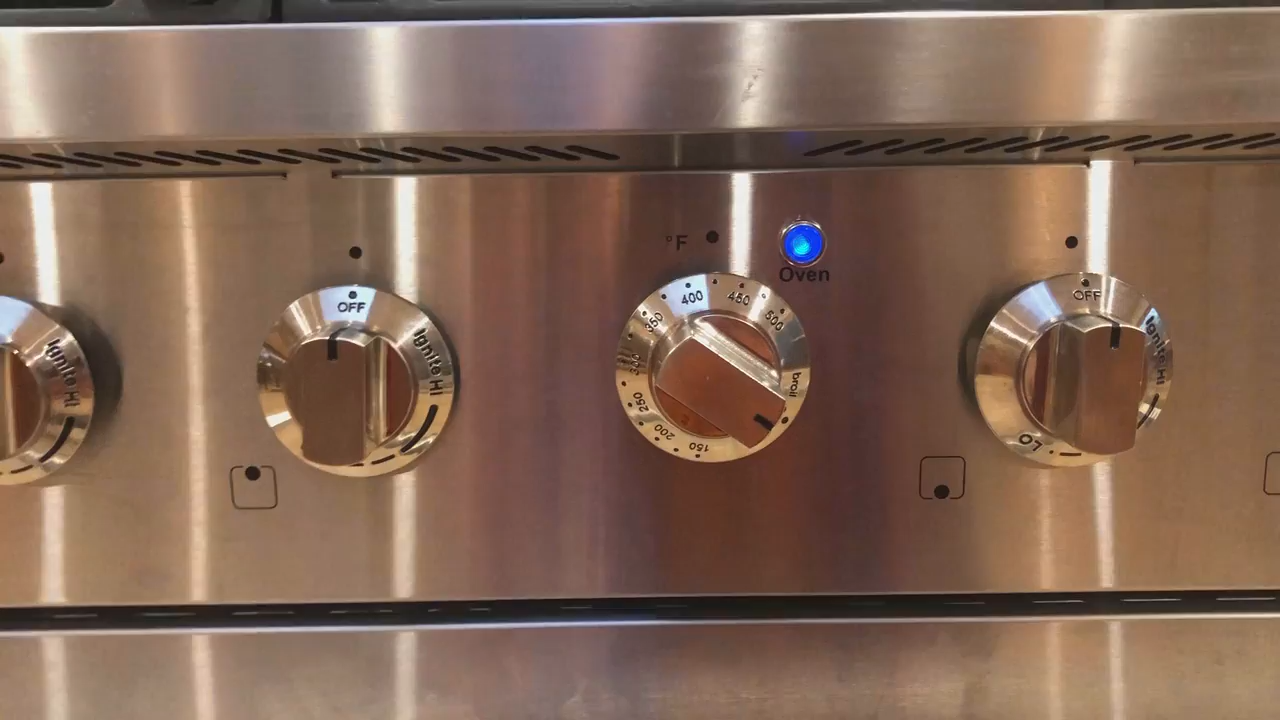 °F
Oven
Ignite Hi
OFF
Ignite Hi
150
200
250
300
350
400
450
500
broil
OFF
Ignite Hi
LO